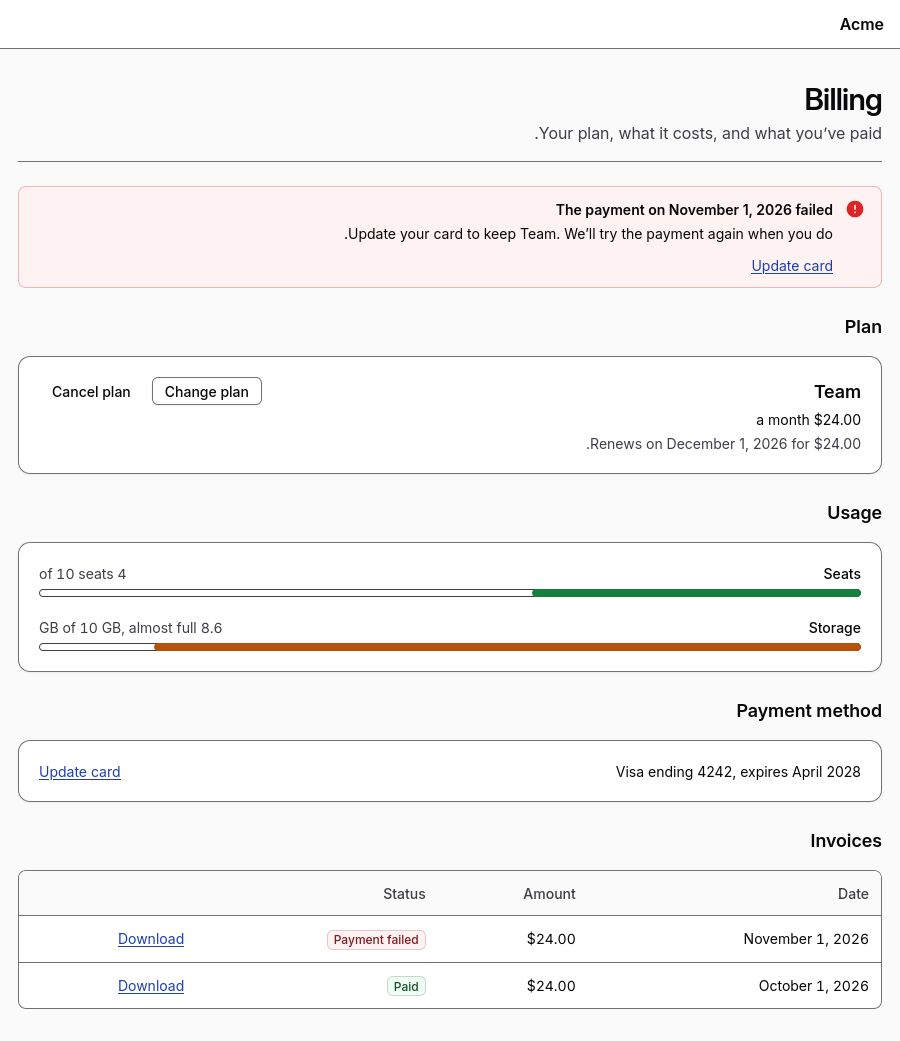 Acme
Billing
.Your plan, what it costs, and what you’ve paid
The payment on November 1, 2026 failed
.Update your card to keep Team. We’ll try the payment again when you do
Update card
Plan
Team
a month $24.00
.Renews on December 1, 2026 for $24.00
Change plan
Cancel plan
Usage
Seats
of 10 seats 4
Storage
GB of 10 GB, almost full 8.6
Payment method
Visa ending 4242, expires April 2028
Update card
Invoices
Date Amount Status
November 1, 2026 $24.00 Payment failed Download
October 1, 2026 $24.00 Paid Download